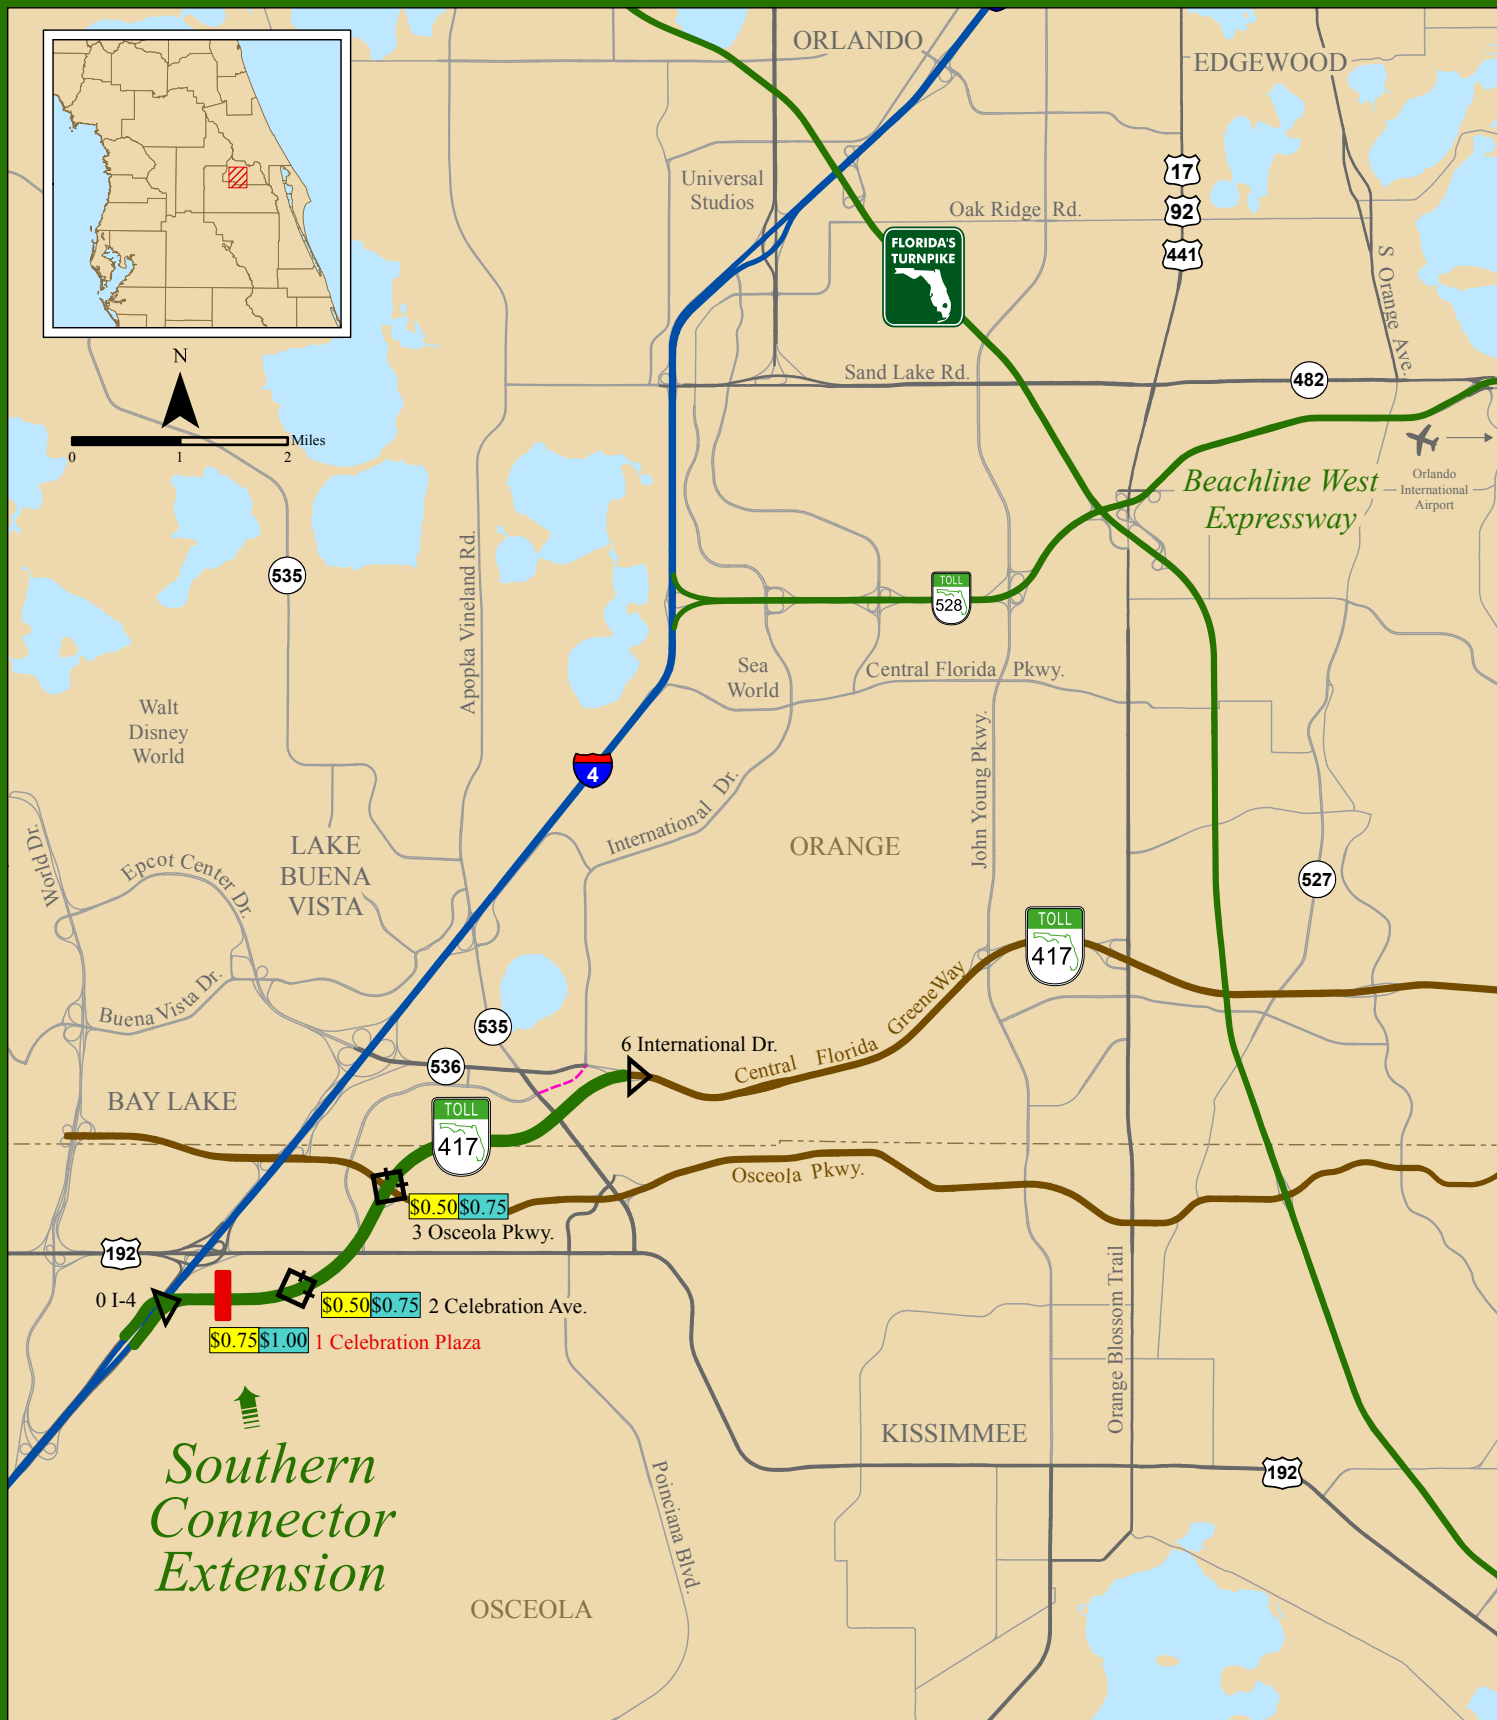 ORLANDO
EDGEWOOD
17
92
441
Universal
Studios
Oak Ridge Rd.
FLORIDA'S
TURNPIKE
S Orange Ave.
N
Miles
0 1 2
Sand Lake Rd.
482
Beachline West
Expressway
Orlando
International
Airport
535
Apopka Vineland Rd.
TOLL
528
Sea
World
Central Florida Pkwy.
Walt
Disney
World
4
International Dr.
John Young Pkwy.
ORANGE
World Dr.
Epcot Center Dr.
LAKE
BUENA
VISTA
527
TOLL
417
Buena Vista Dr.
535
536
6 International Dr.
Central Florida GreeneWay
BAY LAKE
TOLL
417
Osceola Pkwy.
$0.50 $0.75
3 Osceola Pkwy.
192
0 I-4
$0.50 $0.75 2 Celebration Ave.
$0.75 $1.00 1 Celebration Plaza
Orange Blossom Trail
Southern
Connector
Extension
KISSIMMEE
192
Poinciana Blvd.
OSCEOLA